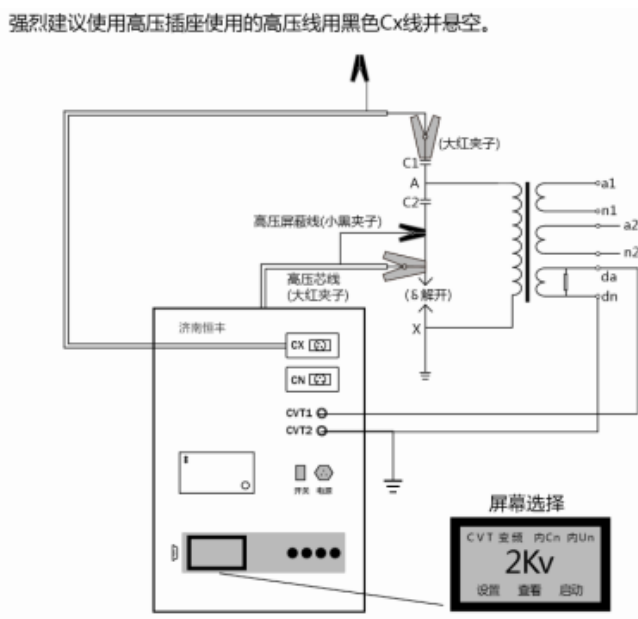 强烈建议使用高压插座使用的高压线用黑色Cx线并悬空。
(大红夹子)
C1
A
a1
C2
n1
高压屏蔽线(小黑夹子)
a2
n2
高压芯线
(大红夹子)
(δ解开)
da
dn
济南恒丰
X
CX
CN
CVT1
CVT2
开关 电源
屏幕选择
CVT 变频 内Cn 内Un
2Kv
设置 查看 启动